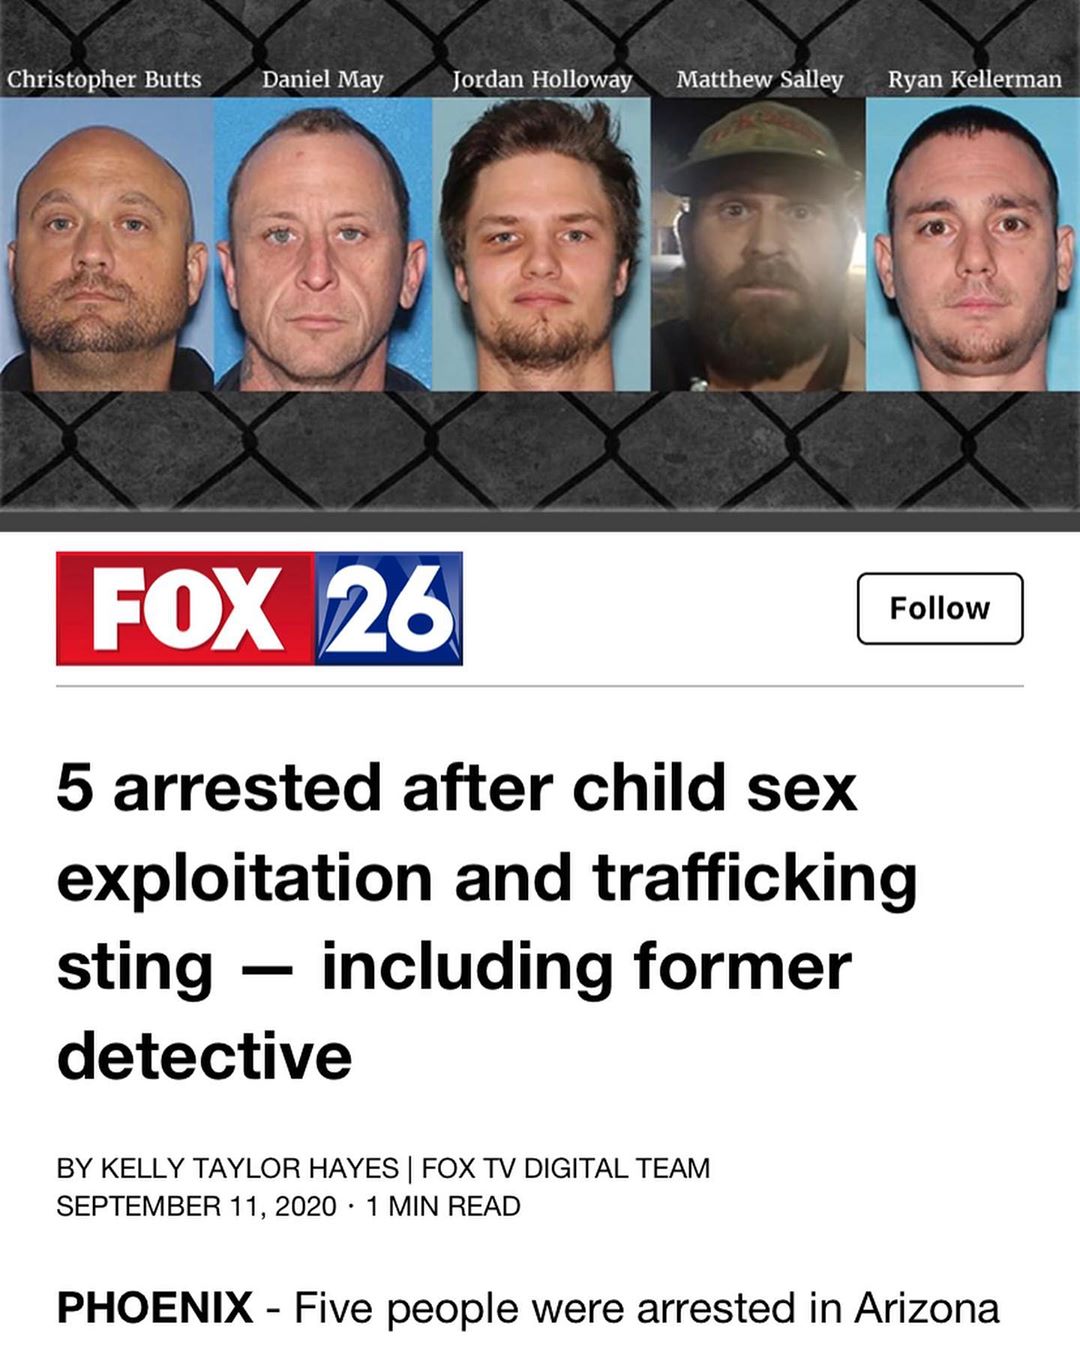 Christopher Butts Daniel May Jordan Holloway Matthew Salley Ryan Kellerman
FOX 26
Follow
5 arrested after child sex
exploitation and trafficking
sting — including former
detective
BY KELLY TAYLOR HAYES | FOX TV DIGITAL TEAM
SEPTEMBER 11, 2020 · 1 MIN READ
PHOENIX - Five people were arrested in Arizona